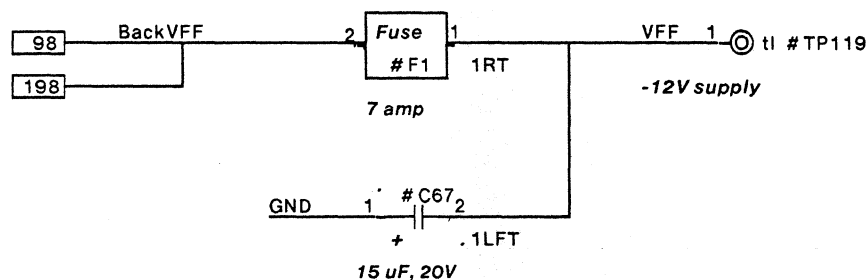 98 BackVFF 2 Fuse 1 VFF 1 tl #TP119
#F1 1RT
198
7 amp -12V supply
GND 1 #C67 2
+ .1LFT
15 uF, 20V